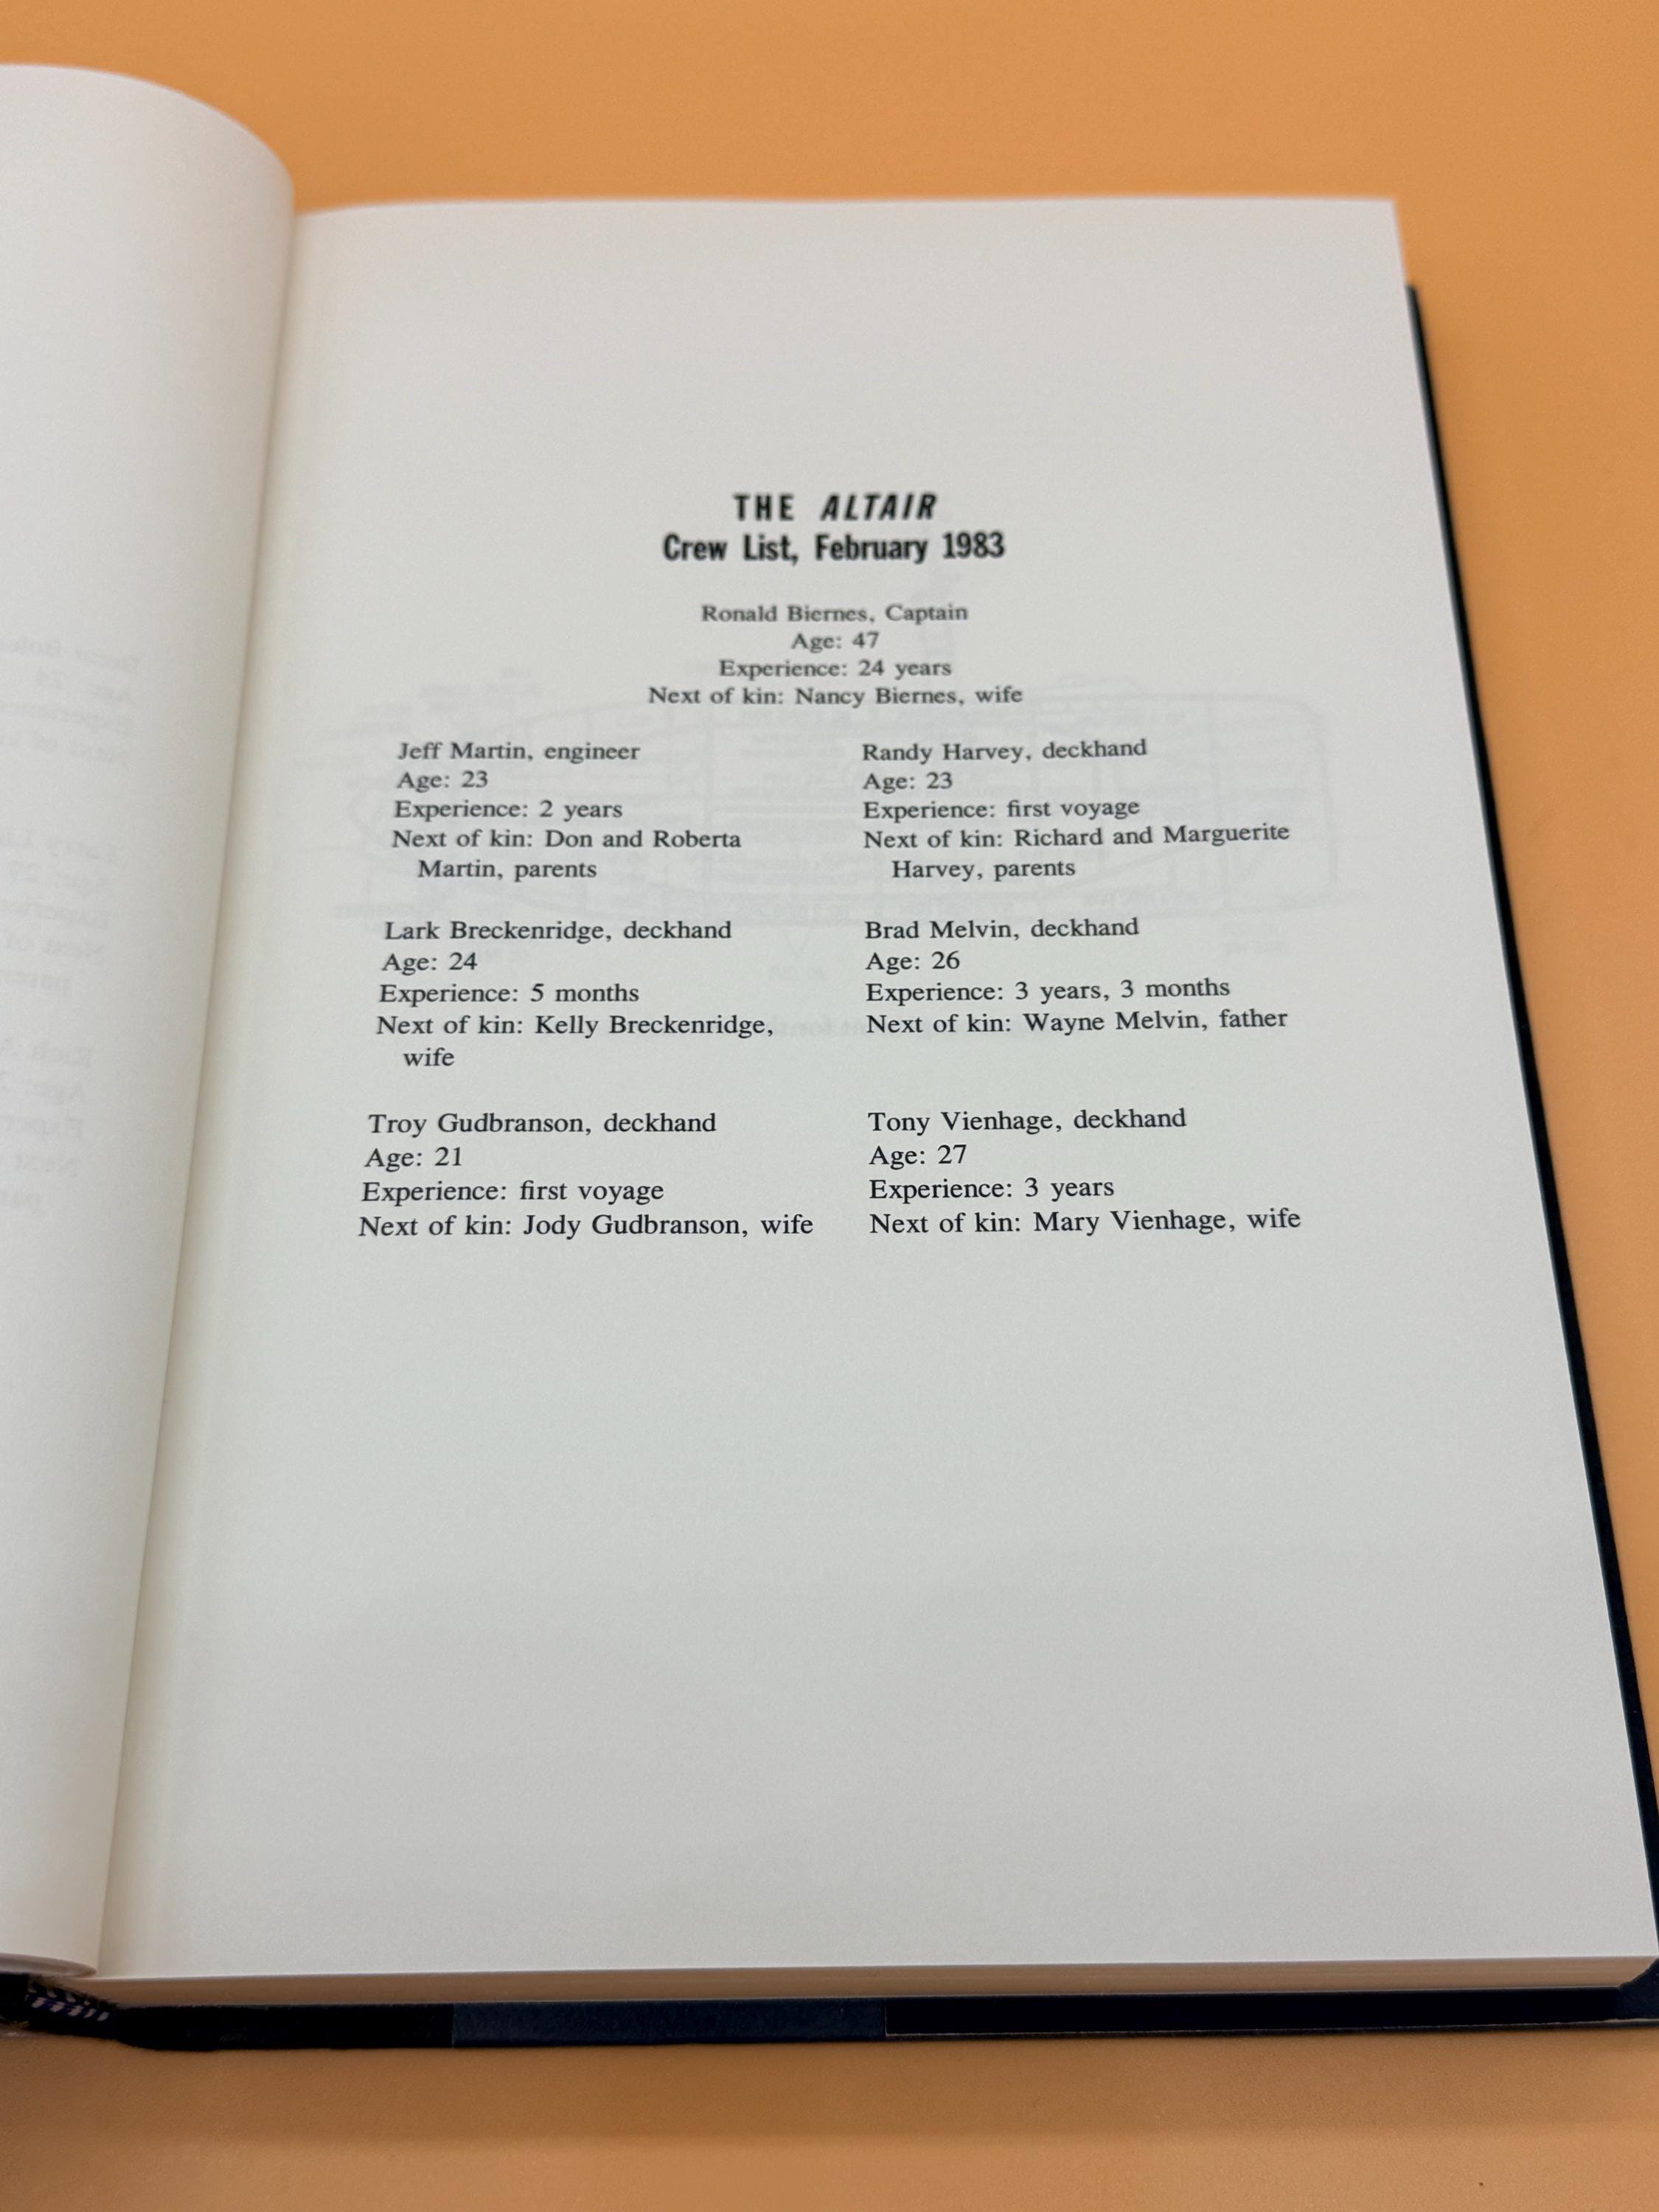 THE ALTAIR
Crew List, February 1983
Ronald Biernes, Captain
Age: 47
Experience: 24 years
Next of kin: Nancy Biernes, wife
Jeff Martin, engineer
Age: 23
Experience: 2 years
Next of kin: Don and Roberta
Martin, parents
Lark Breckenridge, deckhand
Age: 24
Experience: 5 months
Next of kin: Kelly Breckenridge,
wife
Troy Gudbranson, deckhand
Age: 21
Experience: first voyage
Next of kin: Jody Gudbranson, wife
Randy Harvey, deckhand
Age: 23
Experience: first voyage
Next of kin: Richard and Marguerite
Harvey, parents
Brad Melvin, deckhand
Age: 26
Experience: 3 years, 3 months
Next of kin: Wayne Melvin, father
Tony Vienhage, deckhand
Age: 27
Experience: 3 years
Next of kin: Mary Vienhage, wife